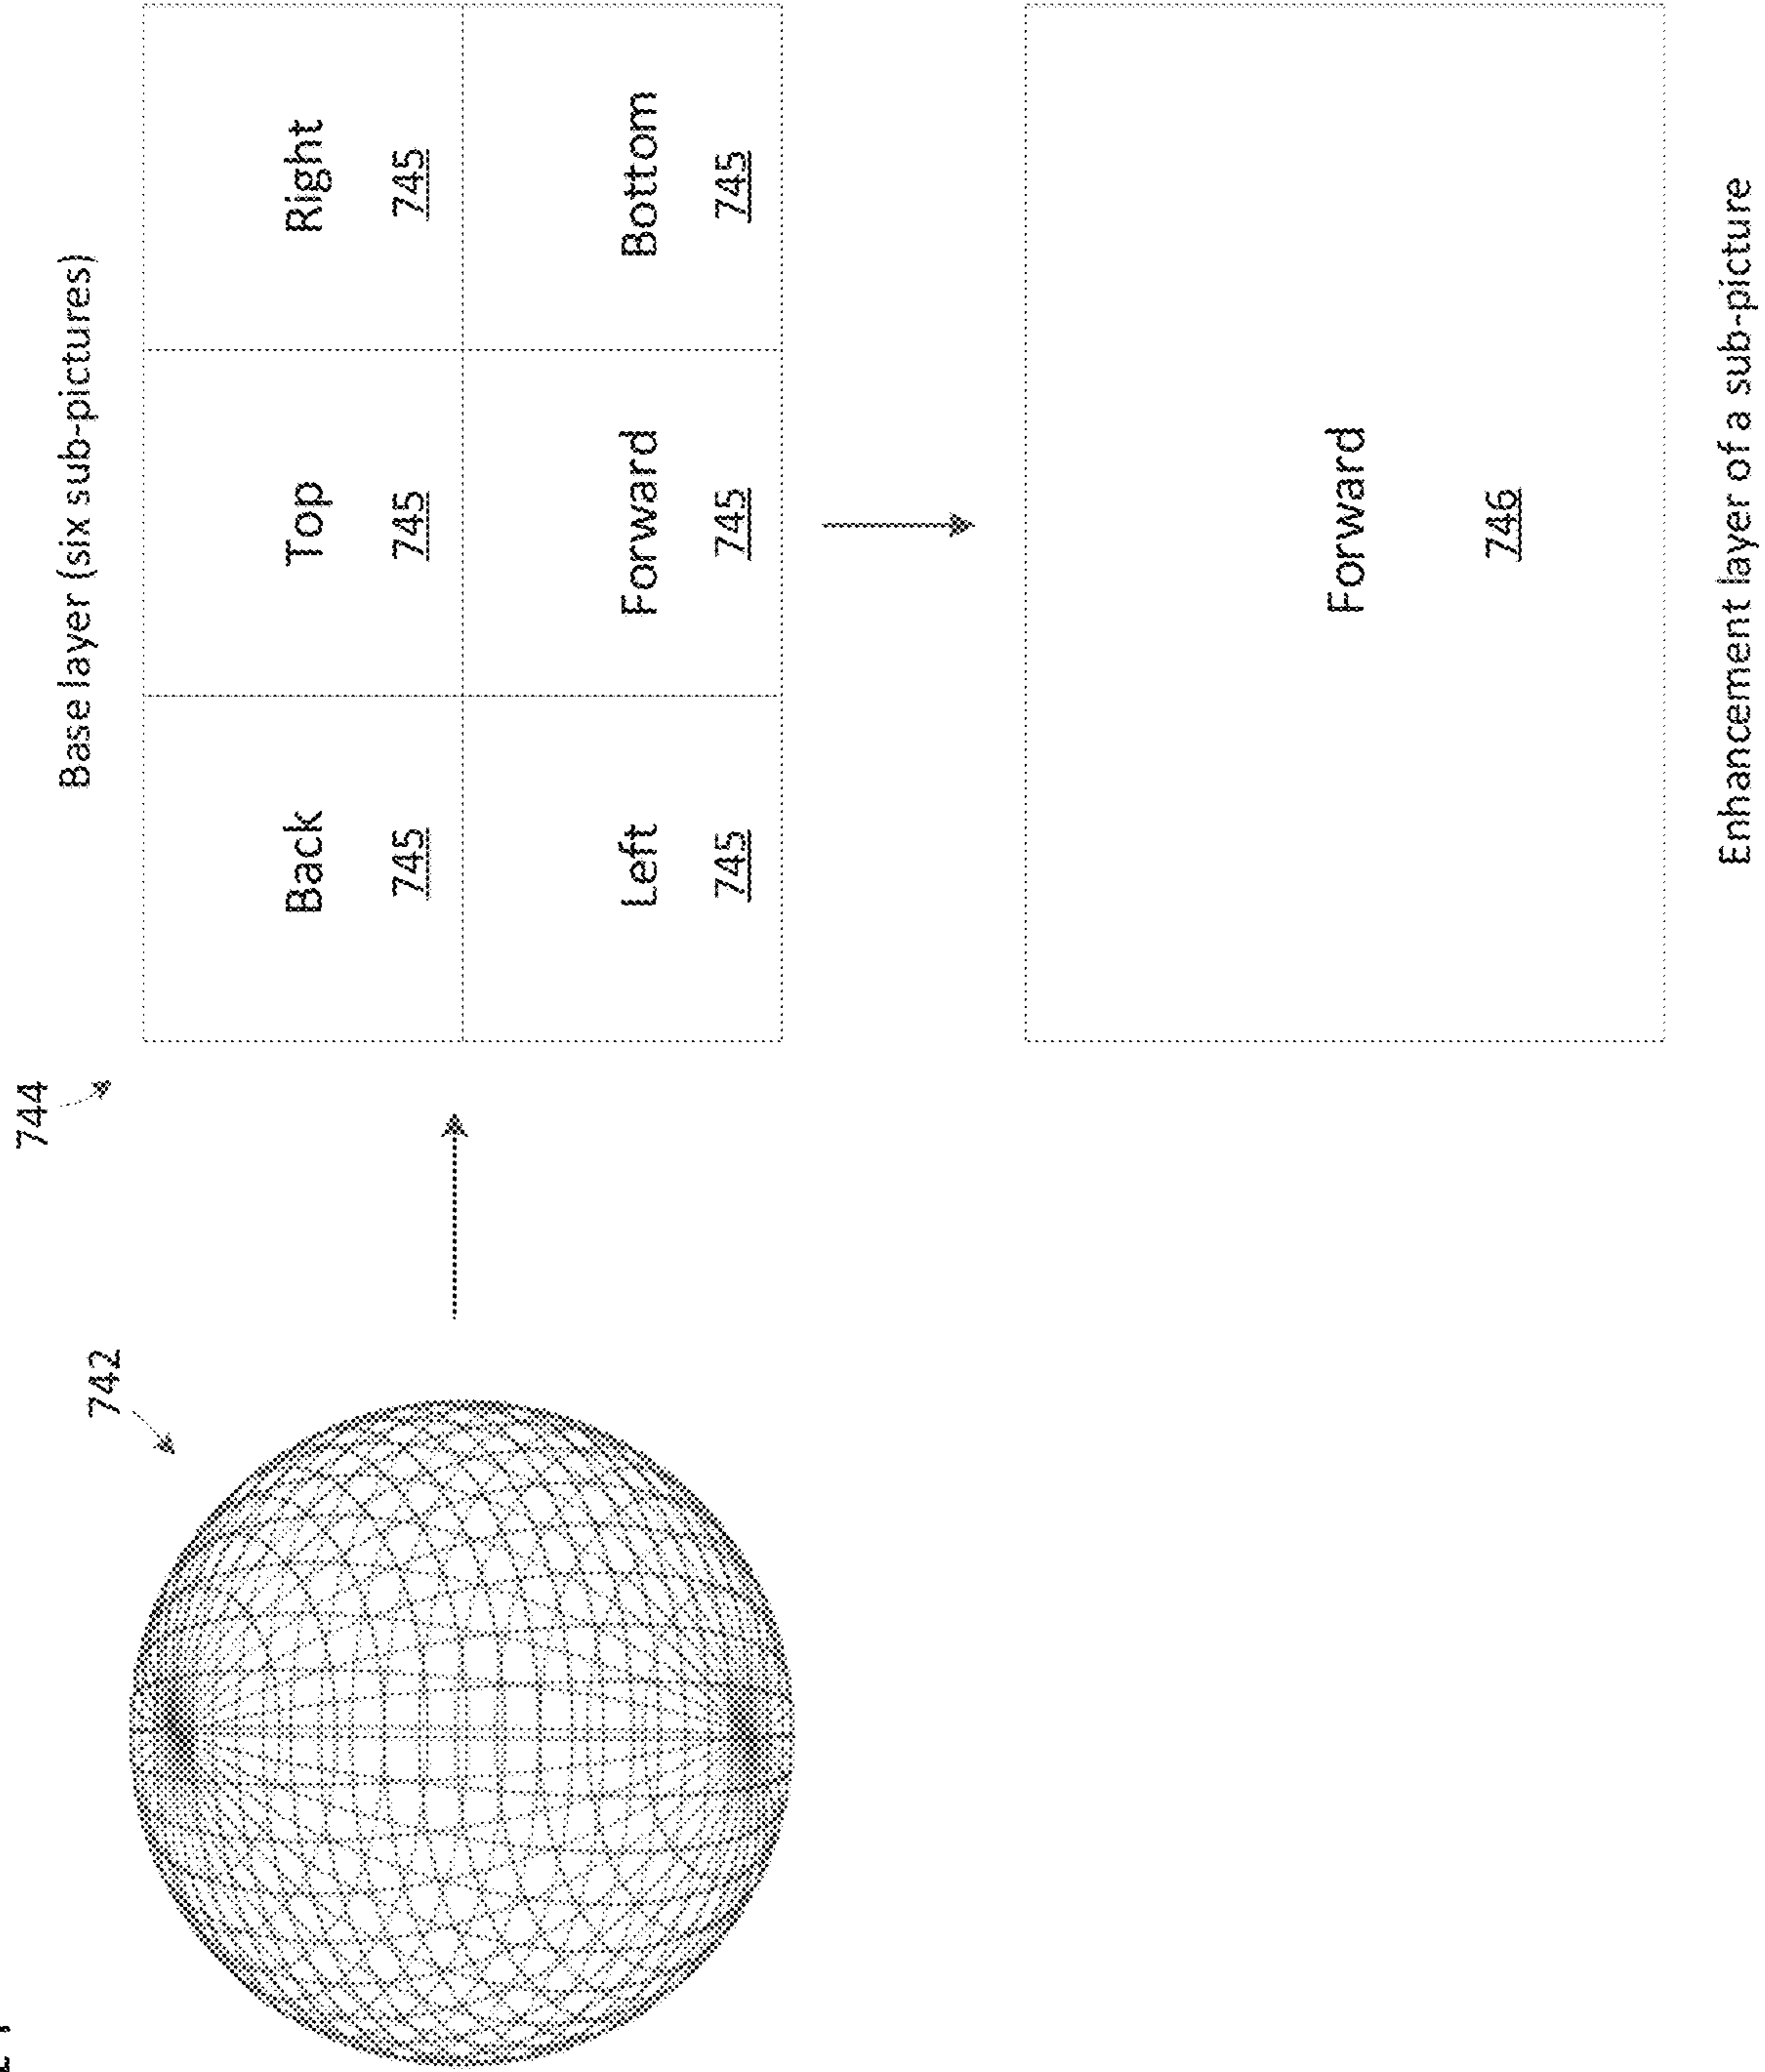 742
744
Base layer (six sub-pictures)
Back Top Right
745 745 745
Left Forward Bottom
745 745 745
Forward
746
Enhancement layer of a sub-picture